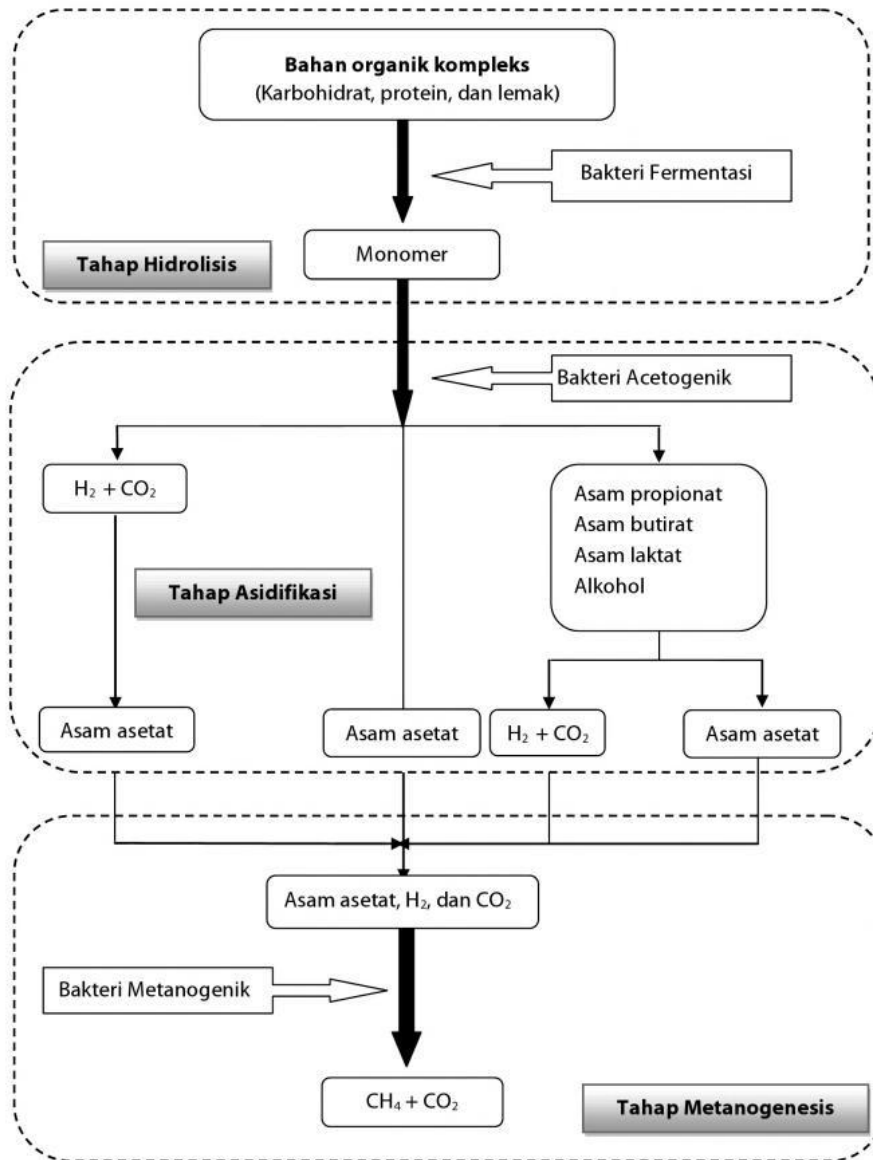 Bahan organik kompleks
(Karbohidrat, protein, dan lemak)
Bakteri Fermentasi
Monomer
Tahap Hidrolisis
Bakteri Acetogenik
H₂ + CO₂
Asam propionat
Asam butirat
Asam laktat
Alkohol
Tahap Asidifikasi
Asam asetat
Asam asetat
H₂ + CO₂
Asam asetat
Asam asetat, H₂, dan CO₂
Bakteri Metanogenik
CH₄ + CO₂
Tahap Metanogenesis